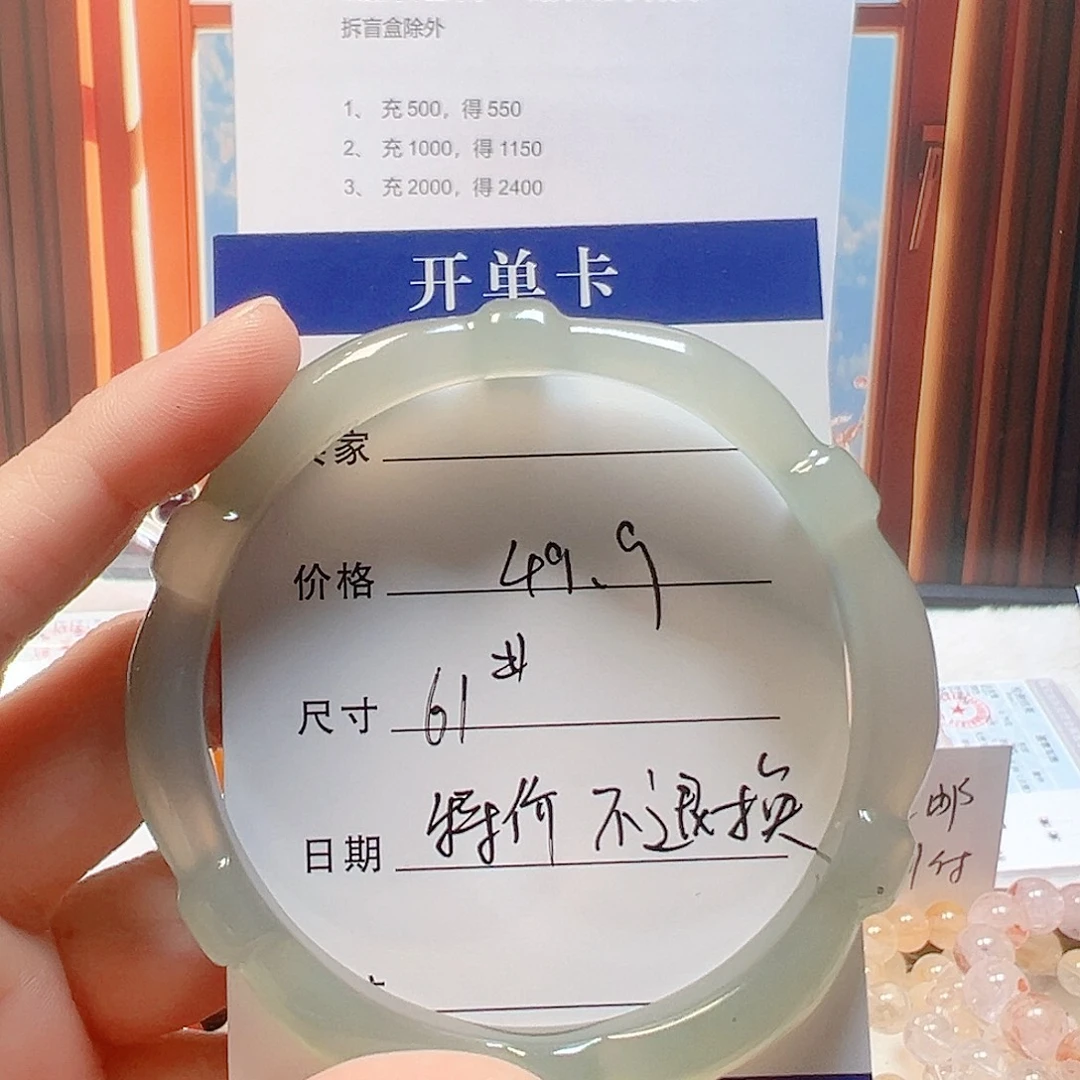 拆盲盒除外
1、 充500，得550
2、 充1000，得1150
3、 充2000，得2400
开单卡
家
价格 49.9
尺寸 61
日期 特价 不退换
邮
付